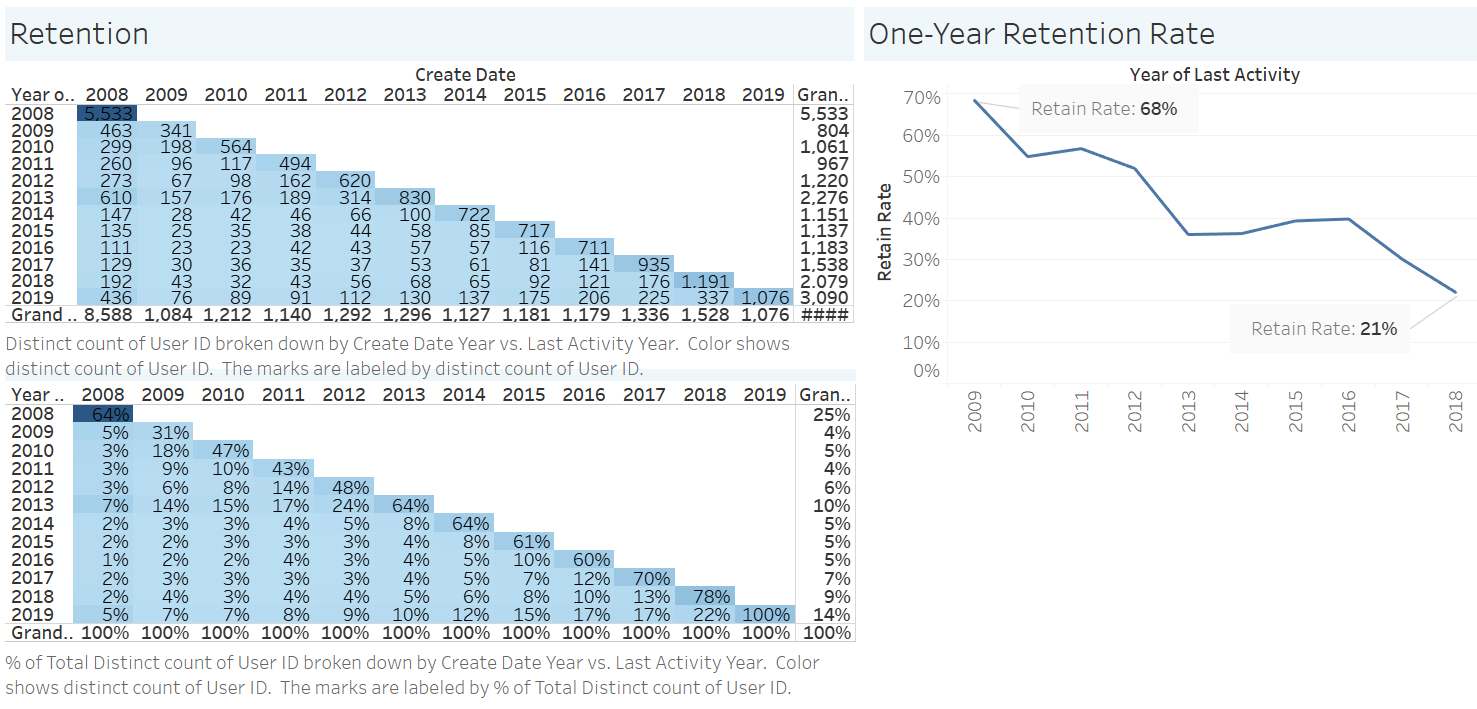 Retention
Create Date
Year o.. 2008 2009 2010 2011 2012 2013 2014 2015 2016 2017 2018 2019 Gran..
2008 5,533 5,533
2009 463 341 804
2010 299 198 564 1,061
2011 260 96 117 494 967
2012 273 67 98 162 620 1,220
2013 610 157 176 189 314 830 2,276
2014 147 28 42 46 66 100 722 1,151
2015 135 25 35 38 44 58 85 717 1,137
2016 111 23 23 42 43 57 57 116 711 1,183
2017 129 30 36 35 37 53 61 81 141 935 1,538
2018 192 43 32 43 56 68 65 92 121 176 1,191 2,079
2019 436 76 89 91 112 130 137 175 206 225 337 1,076 3,090
Grand .. 8,588 1,084 1,212 1,140 1,292 1,296 1,127 1,181 1,179 1,336 1,528 1,076 ####
Distinct count of User ID broken down by Create Date Year vs. Last Activity Year. Color shows
distinct count of User ID. The marks are labeled by distinct count of User ID.
Year .. 2008 2009 2010 2011 2012 2013 2014 2015 2016 2017 2018 2019 Gran..
2008 64% 25%
2009 5% 31% 4%
2010 3% 18% 47% 5%
2011 3% 9% 10% 43% 4%
2012 3% 6% 8% 14% 48% 6%
2013 7% 14% 15% 17% 24% 64% 10%
2014 2% 3% 3% 4% 5% 8% 64% 5%
2015 2% 2% 3% 3% 3% 4% 8% 61% 5%
2016 1% 2% 2% 4% 3% 4% 5% 10% 60% 5%
2017 2% 3% 3% 3% 3% 4% 5% 7% 12% 70% 7%
2018 2% 4% 3% 4% 4% 5% 6% 8% 10% 13% 78% 9%
2019 5% 7% 7% 8% 9% 10% 12% 15% 17% 17% 22% 100% 14%
Grand.. 100% 100% 100% 100% 100% 100% 100% 100% 100% 100% 100% 100% 100%
% of Total Distinct count of User ID broken down by Create Date Year vs. Last Activity Year. Color
shows distinct count of User ID. The marks are labeled by % of Total Distinct count of User ID.
One-Year Retention Rate
Year of Last Activity
Retain Rate
70%
60%
50%
40%
30%
20%
10%
0%
Retain Rate: 68%
Retain Rate: 21%
2009 2010 2011 2012 2013 2014 2015 2016 2017 2018